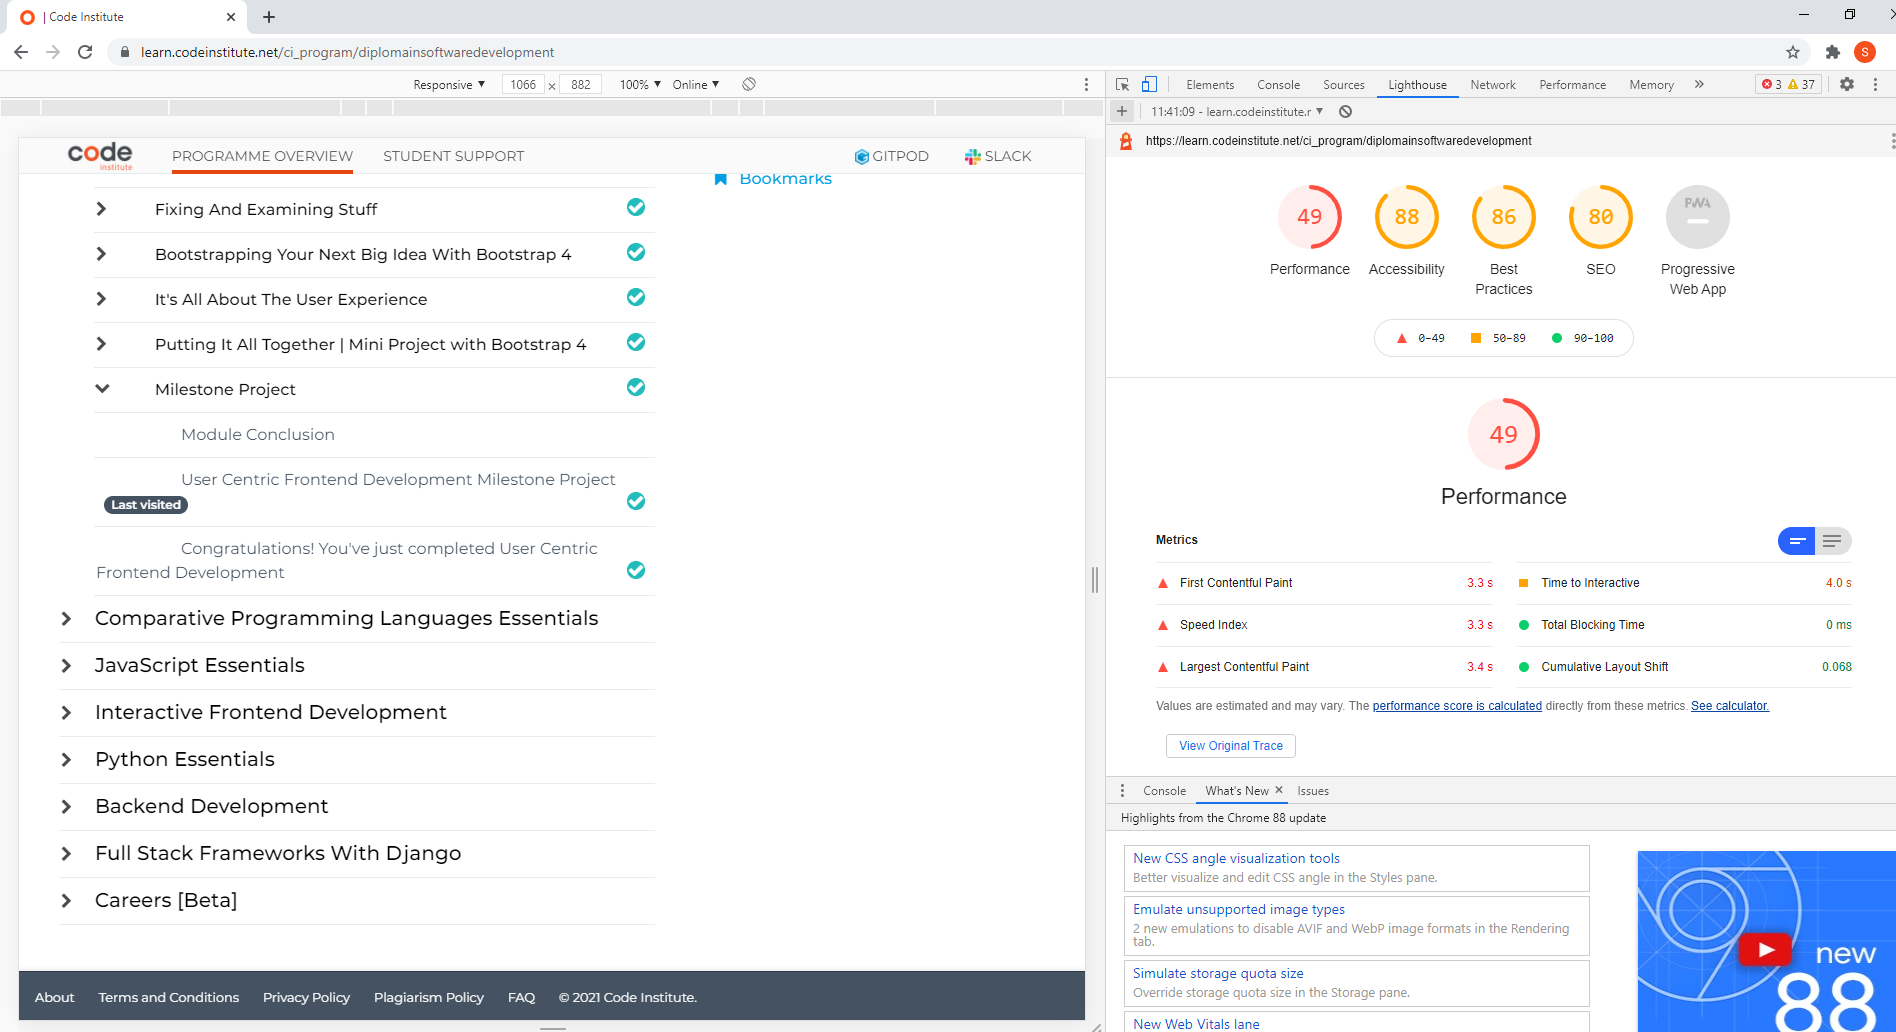 | Code Institute
learn.codeinstitute.net/ci_program/diplomainsoftwaredevelopment
S
Responsive 1066 x 882 100% Online
code institute
PROGRAMME OVERVIEW
STUDENT SUPPORT
GITPOD
SLACK
Bookmarks
Fixing And Examining Stuff
Bootstrapping Your Next Big Idea With Bootstrap 4
It's All About The User Experience
Putting It All Together | Mini Project with Bootstrap 4
Milestone Project
Module Conclusion
User Centric Frontend Development Milestone Project
Last visited
Congratulations! You've just completed User Centric
Frontend Development
Comparative Programming Languages Essentials
JavaScript Essentials
Interactive Frontend Development
Python Essentials
Backend Development
Full Stack Frameworks With Django
Careers [Beta]
About Terms and Conditions Privacy Policy Plagiarism Policy FAQ © 2021 Code Institute.
Elements Console Sources Lighthouse Network Performance Memory 3 37
11:41:09 - learn.codeinstitute.r
https://learn.codeinstitute.net/ci_program/diplomainsoftwaredevelopment
49 88 86 80 PWA
Performance Accessibility Best Practices SEO Progressive Web App
0–49 50–89 90–100
49
Performance
Metrics
First Contentful Paint 3.3 s
Time to Interactive 4.0 s
Speed Index 3.3 s
Total Blocking Time 0 ms
Largest Contentful Paint 3.4 s
Cumulative Layout Shift 0.068
Values are estimated and may vary. The performance score is calculated directly from these metrics. See calculator.
View Original Trace
Console What's New Issues
Highlights from the Chrome 88 update
New CSS angle visualization tools
Better visualize and edit CSS angle in the Styles pane.
Emulate unsupported image types
2 new emulations to disable AVIF and WebP image formats in the Rendering
tab.
Simulate storage quota size
Override storage quota size in the Storage pane.
New Web Vitals lane
new
88